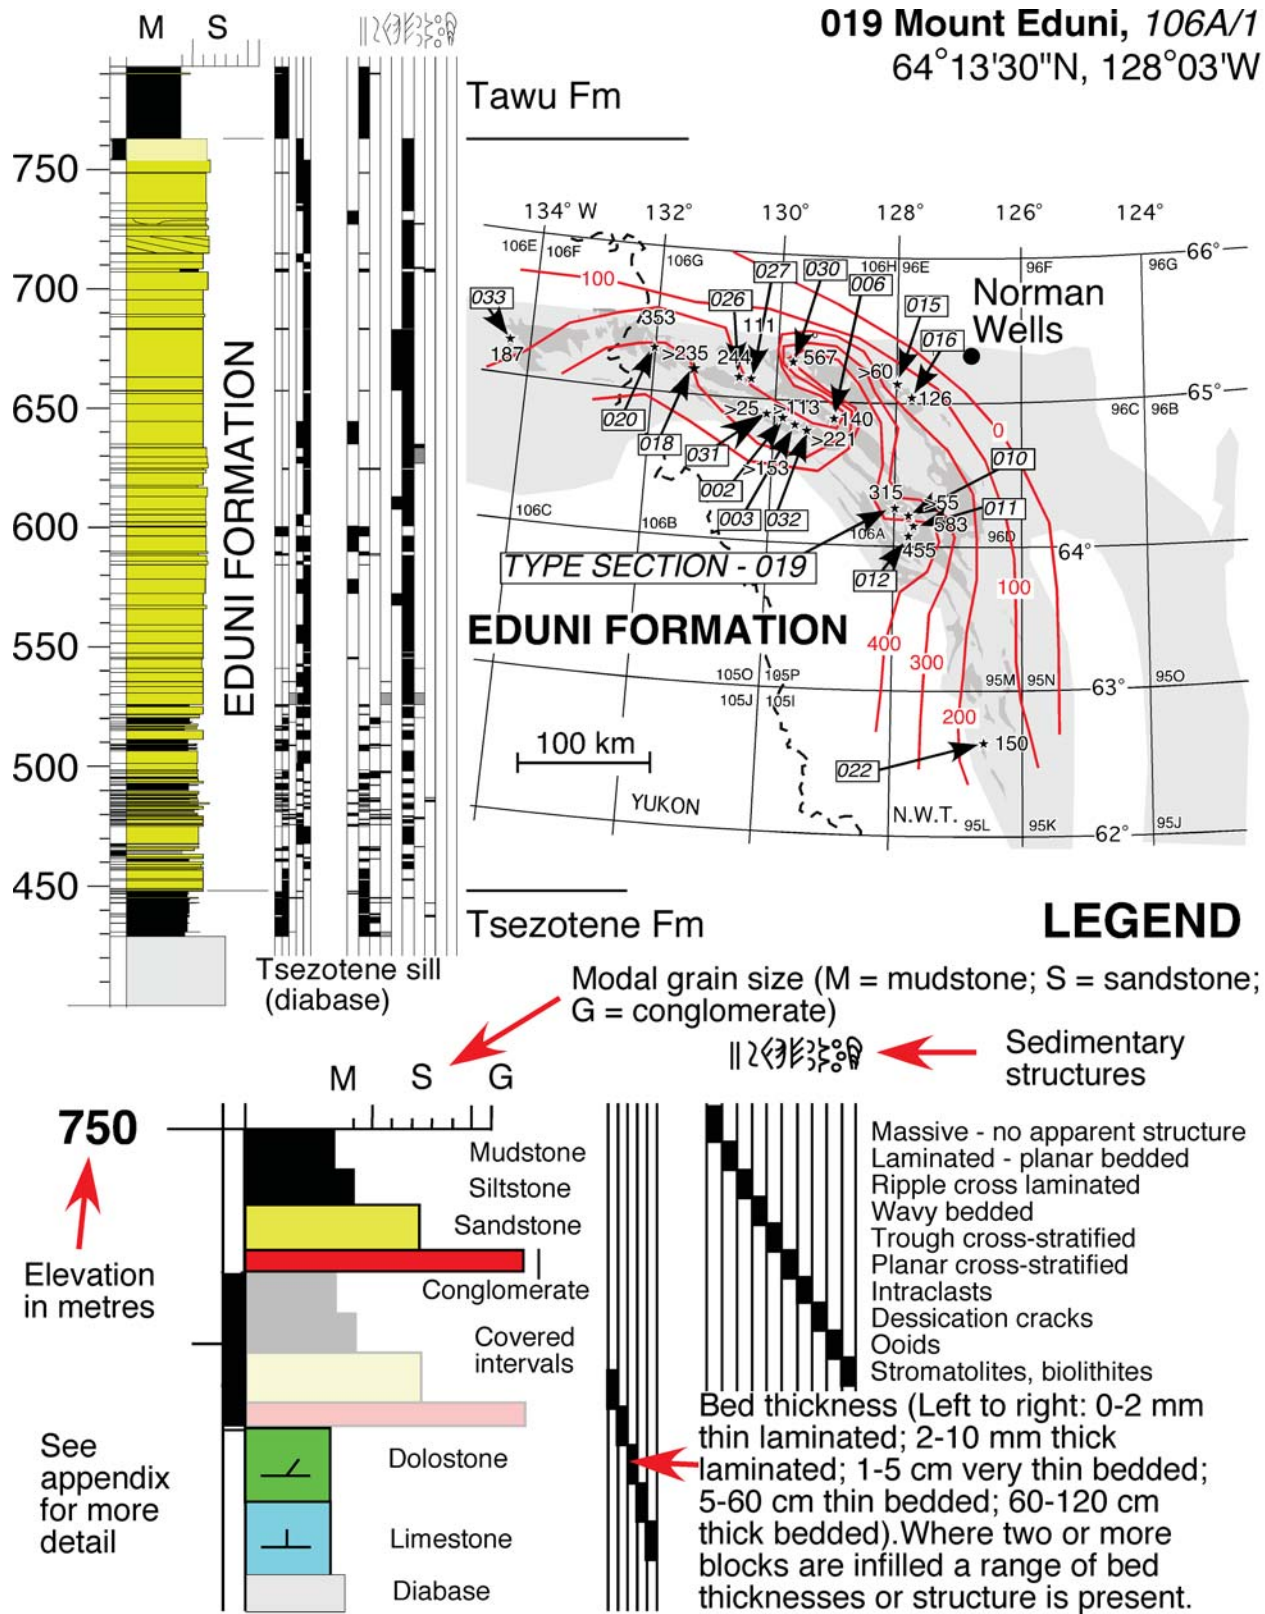 019 Mount Eduni, 106A/1
64°13'30"N, 128°03'W
M S
Tawu Fm
750
700
650
600
550
500
450
EDUNI FORMATION
Tsezotene Fm
Tsezotene sill
(diabase)
134° W 132° 130° 128° 126° 124°
106E 106F 106G 106H 96E 96F 96G 66°
100
027 030 006
033 026 015
Norman
Wells
016
353 111
187 >235 244 567 >60 65°
126
>25 >113 140 96C 96B
020 >221 0
018 031 >153 010
002 315 >55
003 032 011
106C 106B 106A 583 96D
455 64°
TYPE SECTION - 019
012
100
EDUNI FORMATION
400
300
105O 105P 95M 95N 63° 95O
105J 105I
200
100 km
150
022
YUKON N.W.T.
95L 95K 62° 95J
LEGEND
Modal grain size (M = mudstone; S = sandstone;
G = conglomerate)
Sedimentary
structures
M S G
750
Elevation
in metres
Mudstone
Siltstone
Sandstone
Conglomerate
Covered
intervals
Dolostone
Limestone
Diabase
See
appendix
for more
detail
Massive - no apparent structure
Laminated - planar bedded
Ripple cross laminated
Wavy bedded
Trough cross-stratified
Planar cross-stratified
Intraclasts
Dessication cracks
Ooids
Stromatolites, biolithites
Bed thickness (Left to right: 0-2 mm
thin laminated; 2-10 mm thick
laminated; 1-5 cm very thin bedded;
5-60 cm thin bedded; 60-120 cm
thick bedded).Where two or more
blocks are infilled a range of bed
thicknesses or structure is present.